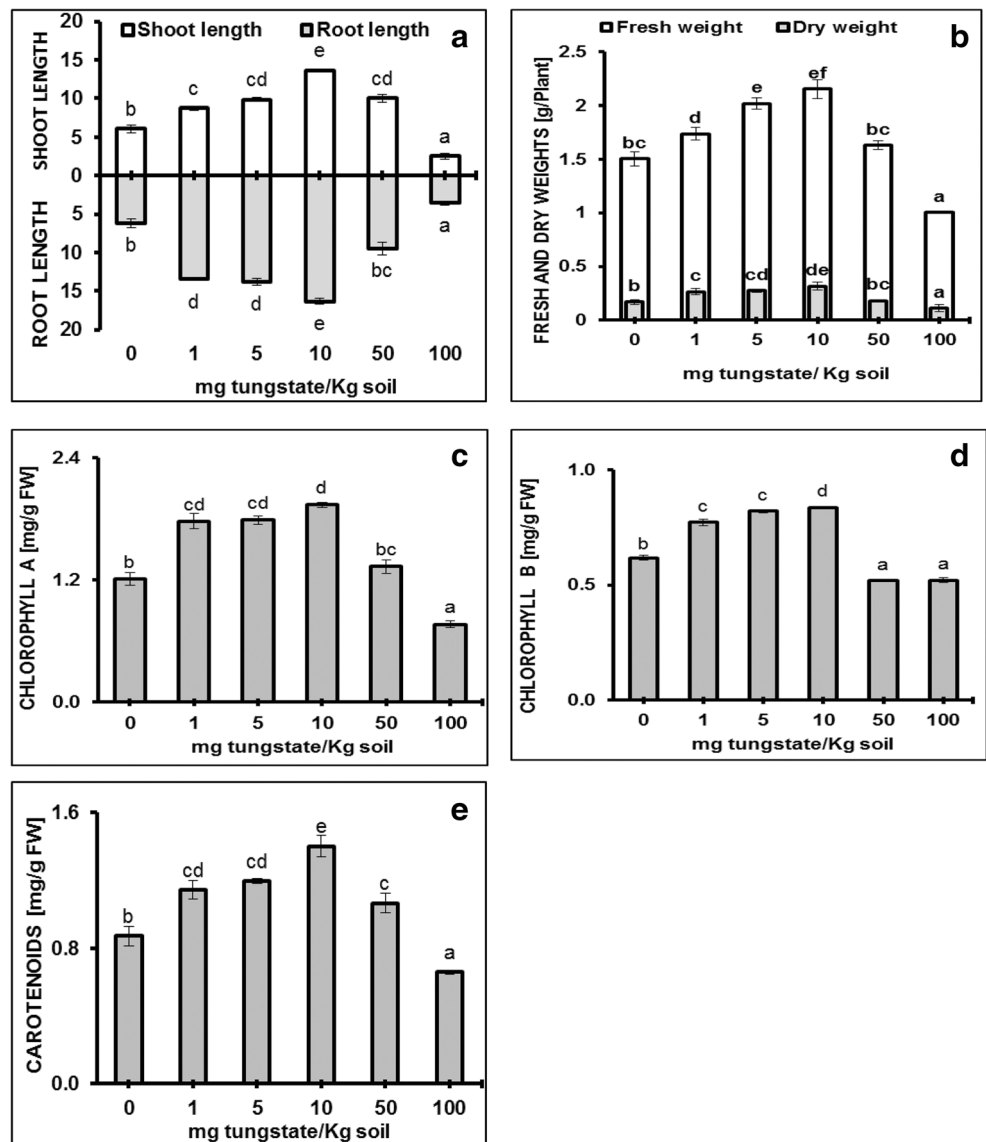 Shoot length Root length a
SHOOT LENGTH
ROOT LENGTH
20
15
10
5
0
5
10
15
20
b c cd e cd a
b d d e bc a
0 1 5 10 50 100
mg tungstate/Kg soil
Fresh weight Dry weight b
FRESH AND DRY WEIGHTS [g/Plant]
2.5
2
1.5
1
0.5
0
bc d e ef bc a
b c cd de bc a
0 1 5 10 50 100
mg tungstate/ Kg soil
c
CHLOROPHYLL A [mg/g FW]
2.4
1.2
0.0
b cd cd d bc a
0 1 5 10 50 100
mg tungstate/Kg soil
d
CHLOROPHYLL B [mg/g FW]
1.0
0.5
0.0
b c c d a a
0 1 5 10 50 100
mg tungstate/Kg soil
e
CAROTENOIDS [mg/g FW]
1.6
0.8
0.0
b cd cd e c a
0 1 5 10 50 100
mg tungstate/Kg soil